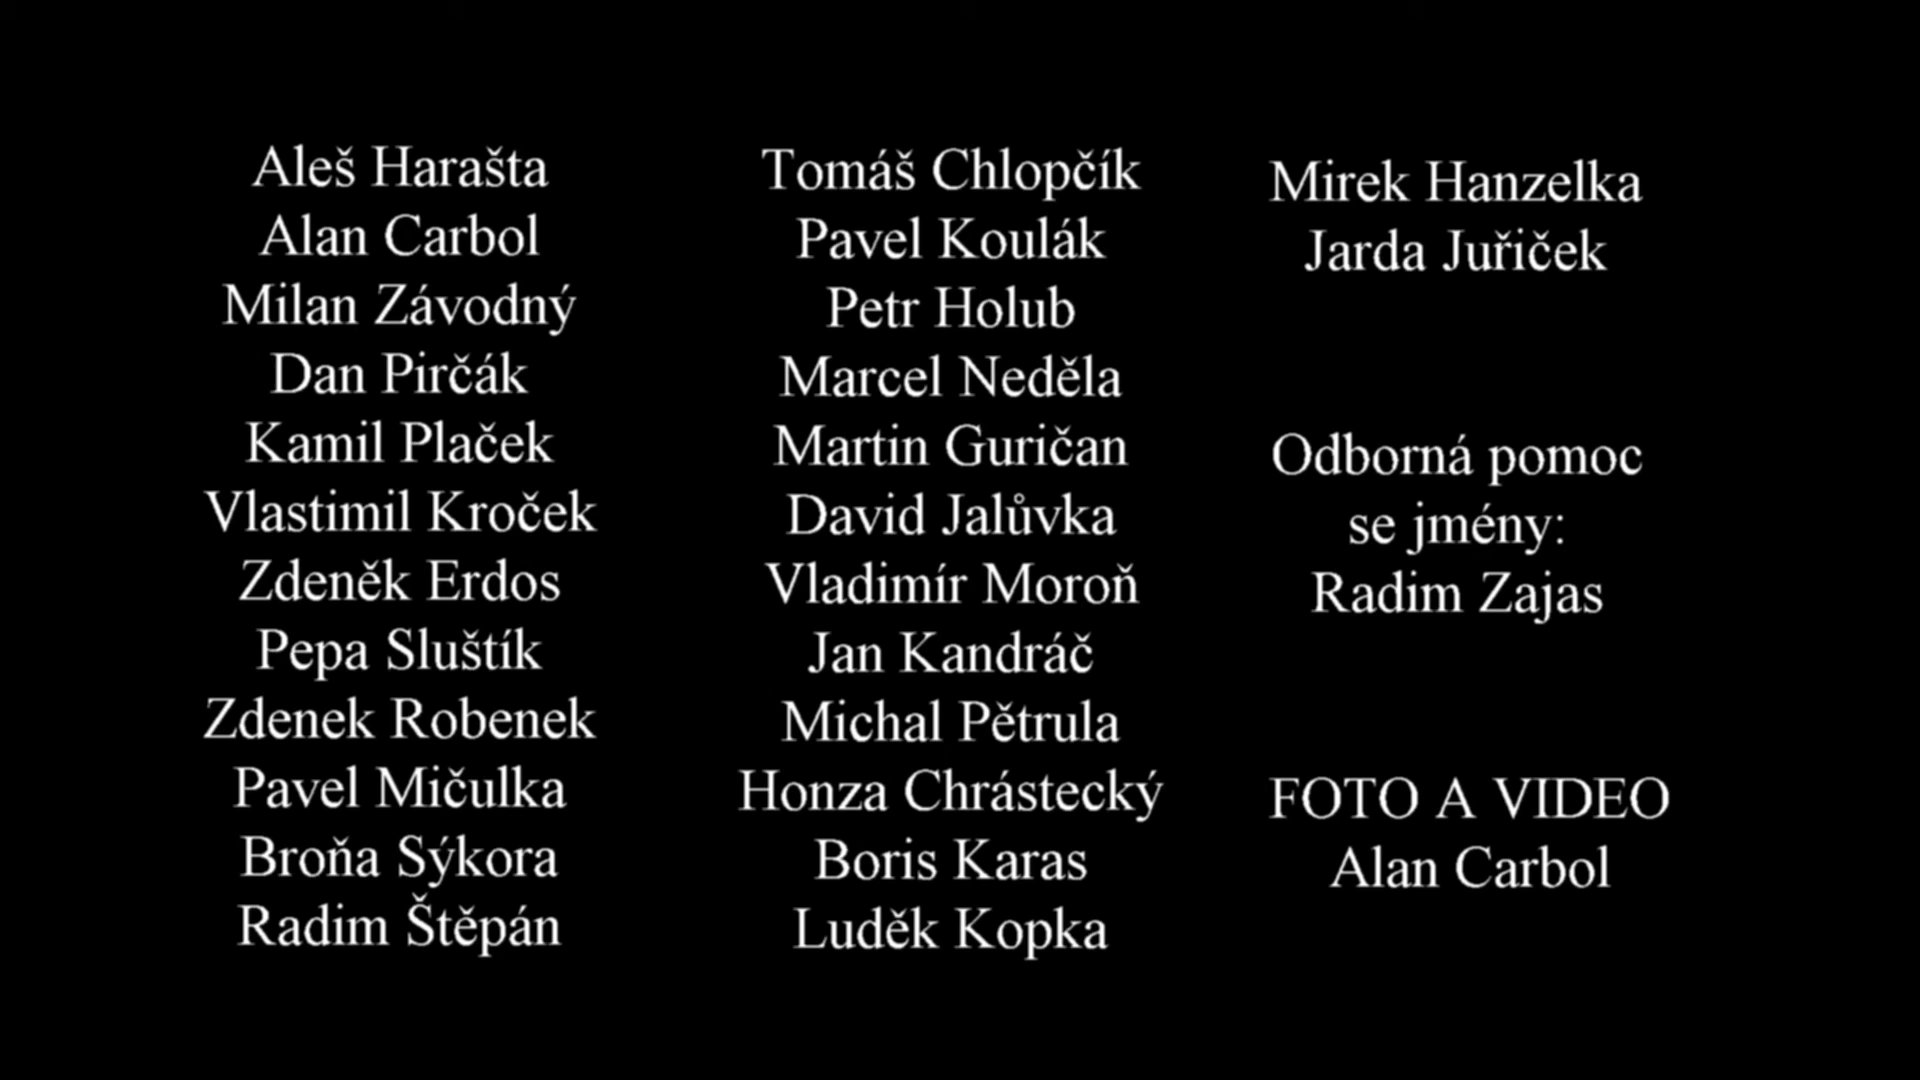 Aleš Harašta
Alan Carbol
Milan Závodný
Dan Pirčák
Kamil Plaček
Vlastimil Kroček
Zdeněk Erdos
Pepa Sluštík
Zdenek Robenek
Pavel Mičulka
Broňa Sýkora
Radim Štěpán
Tomáš Chlopčík
Pavel Koulák
Petr Holub
Marcel Neděla
Martin Guričan
David Jalůvka
Vladimír Moroň
Jan Kandráč
Michal Pětrula
Honza Chrástecký
Boris Karas
Luděk Kopka
Mirek Hanzelka
Jarda Juřiček
Odborná pomoc
se jmény:
Radim Zajas
FOTO A VIDEO
Alan Carbol